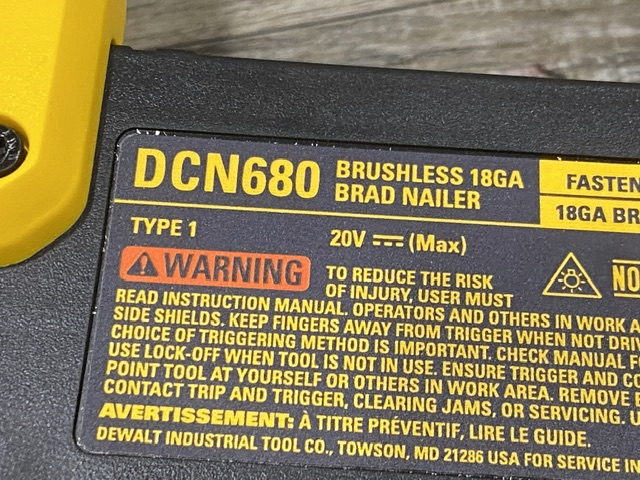 DCN680 BRUSHLESS 18GA
BRAD NAILER
FASTEN
18GA BR
TYPE 1
20V (Max)
WARNING
TO REDUCE THE RISK
OF INJURY, USER MUST
NO
READ INSTRUCTION MANUAL. OPERATORS AND OTHERS IN WORK A
SIDE SHIELDS. KEEP FINGERS AWAY FROM TRIGGER WHEN NOT DRIV
CHOICE OF TRIGGERING METHOD IS IMPORTANT. CHECK MANUAL F
USE LOCK-OFF WHEN TOOL IS NOT IN USE. ENSURE TRIGGER AND CO
POINT TOOL AT YOURSELF OR OTHERS IN WORK AREA. REMOVE B
CONTACT TRIP AND TRIGGER, CLEARING JAMS, OR SERVICING. U
AVERTISSEMENT: À TITRE PRÉVENTIF, LIRE LE GUIDE.
DEWALT INDUSTRIAL TOOL CO., TOWSON, MD 21286 USA FOR SERVICE IN